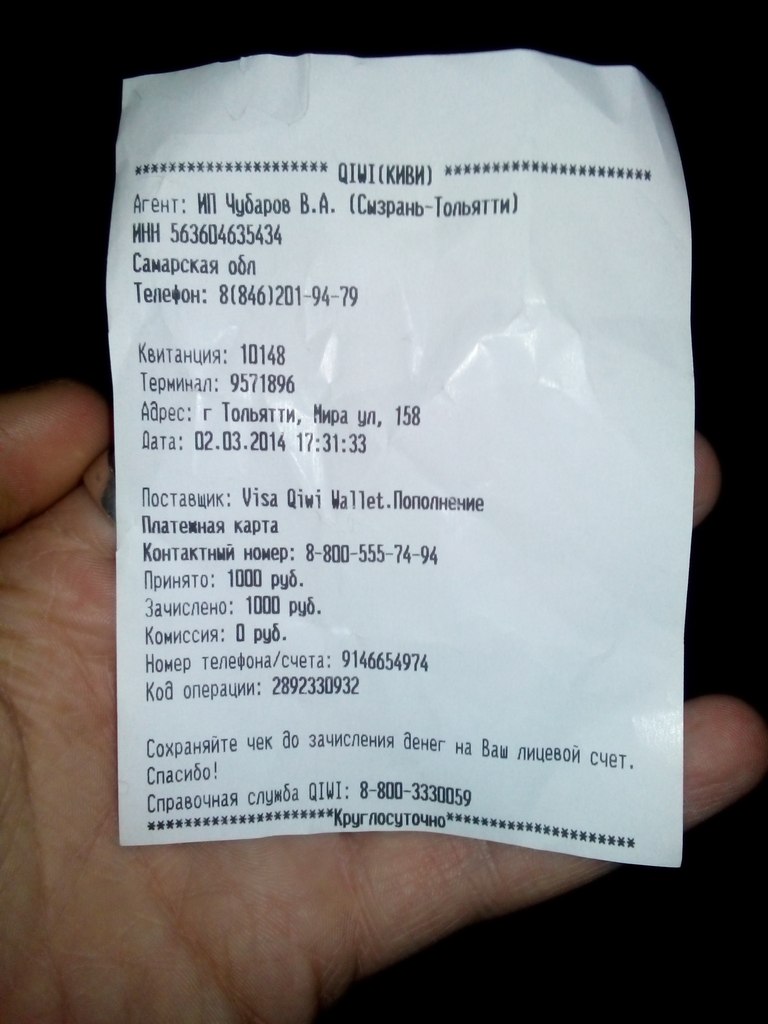 ******************** QIWI(КИВИ) *********************
Агент: ИП Чубаров В.А. (Сызрань-Тольятти)
ИНН 563604635434
Самарская обл
Телефон: 8(846)201-94-79
Квитанция: 10148
Терминал: 9571896
Адрес: г Тольятти, Мира ул, 158
Дата: 02.03.2014 17:31:33
Поставщик: Visa Qiwi Wallet.Пополнение
Платежная карта
Контактный номер: 8-800-555-74-94
Принято: 1000 руб.
Зачислено: 1000 руб.
Комиссия: 0 руб.
Номер телефона/счета: 9146654974
Код операции: 2892330932
Сохраняйте чек до зачисления денег на Ваш лицевой счет.
Спасибо!
Справочная служба QIWI: 8-800-3330059
********************Круглосуточно********************